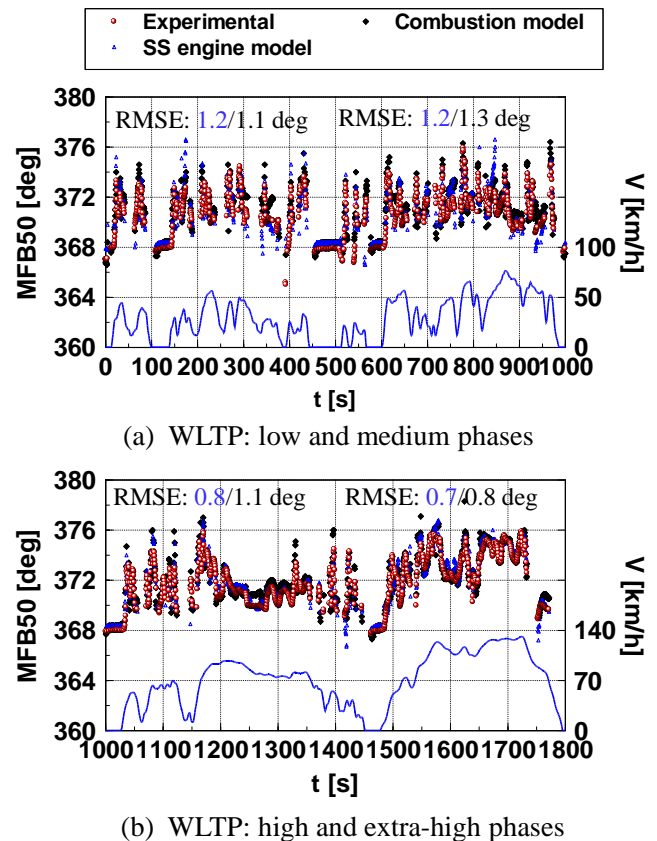 Experimental
Combustion model
SS engine model
380
376
372
368
364
360
MFB50 [deg]
RMSE: 1.2/1.1 deg
RMSE: 1.2/1.3 deg
100
50
0
V [km/h]
0 100 200 300 400 500 600 700 800 900 1000
t [s]
(a) WLTP: low and medium phases
380
376
372
368
364
360
MFB50 [deg]
RMSE: 0.8/1.1 deg
RMSE: 0.7/0.8 deg
140
70
0
V [km/h]
1000 1100 1200 1300 1400 1500 1600 1700 1800
t [s]
(b) WLTP: high and extra-high phases